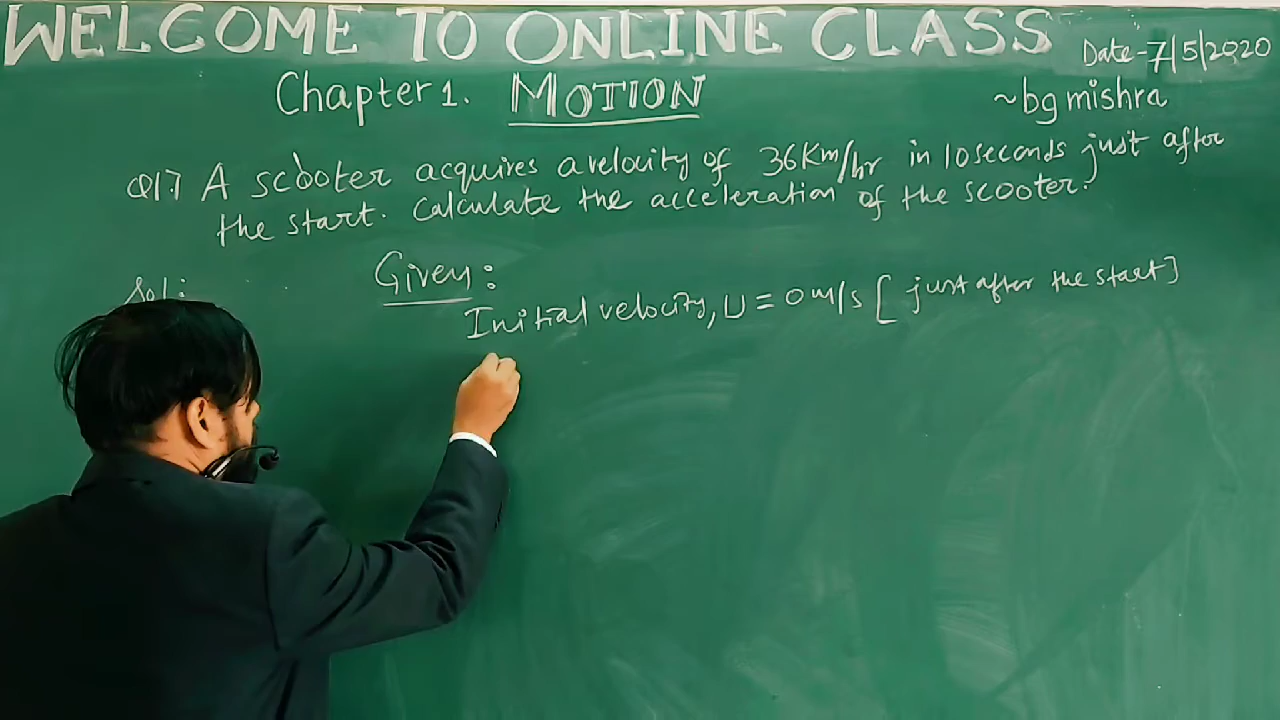 WELCOME TO ONLINE CLASS
Date-7/5/2020
Chapter 1. MOTION
~bg mishra
Q17 A scooter acquires a velocity of 36Km/hr in 10seconds just after
the start. Calculate the acceleration of the scooter.
Sol:
Given:
Initial velocity, U = 0 m/s [just after the start]